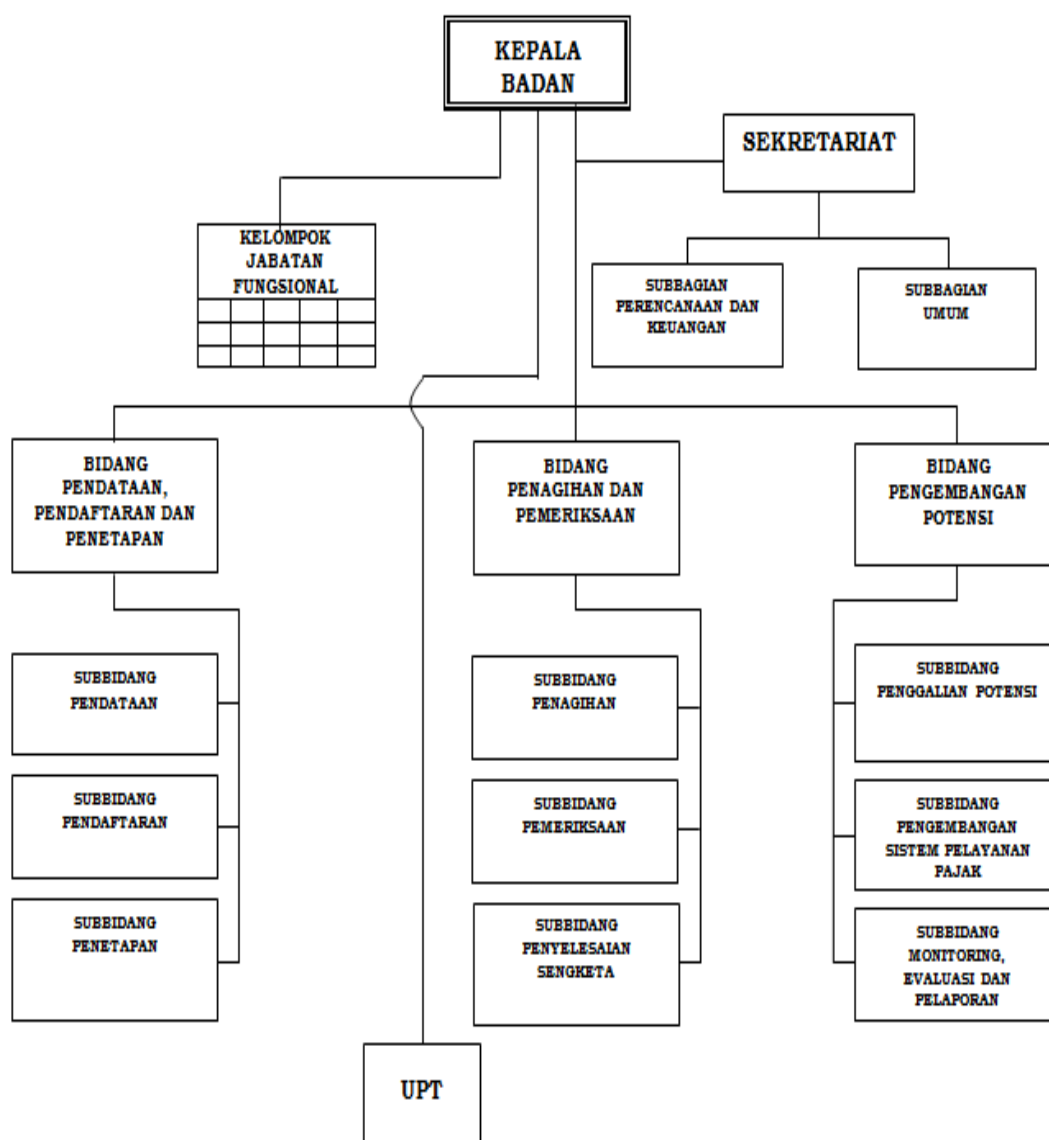 KEPALA
BADAN
SEKRETARIAT
KELOMPOK
JABATAN
FUNGSIONAL
SUBBAGIAN
PERENCANAAN DAN
KEUANGAN
SUBBAGIAN
UMUM
BIDANG
PENDATAAN,
PENDAFTARAN DAN
PENETAPAN
BIDANG
PENAGIHAN DAN
PEMERIKSAAN
BIDANG
PENGEMBANGAN
POTENSI
SUBBIDANG
PENDATAAN
SUBBIDANG
PENAGIHAN
SUBBIDANG
PENGGALIAN POTENSI
SUBBIDANG
PENDAFTARAN
SUBBIDANG
PEMERIKSAAN
SUBBIDANG
PENGEMBANGAN
SISTEM PELAYANAN
PAJAK
SUBBIDANG
PENETAPAN
SUBBIDANG
PENYELESAIAN
SENGKETA
SUBBIDANG
MONITORING,
EVALUASI DAN
PELAPORAN
UPT